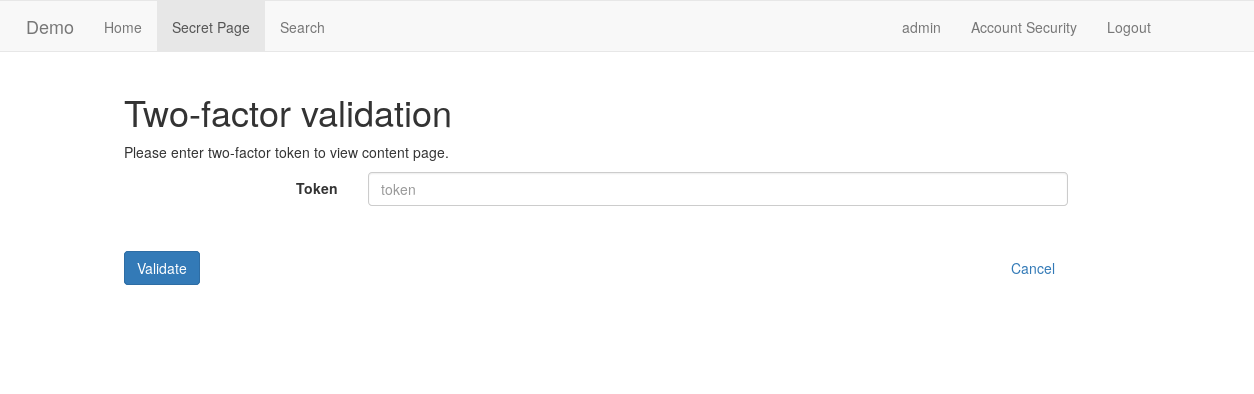 Demo Home Secret Page Search admin Account Security Logout
Two-factor validation
Please enter two-factor token to view content page.
Token token
Validate Cancel